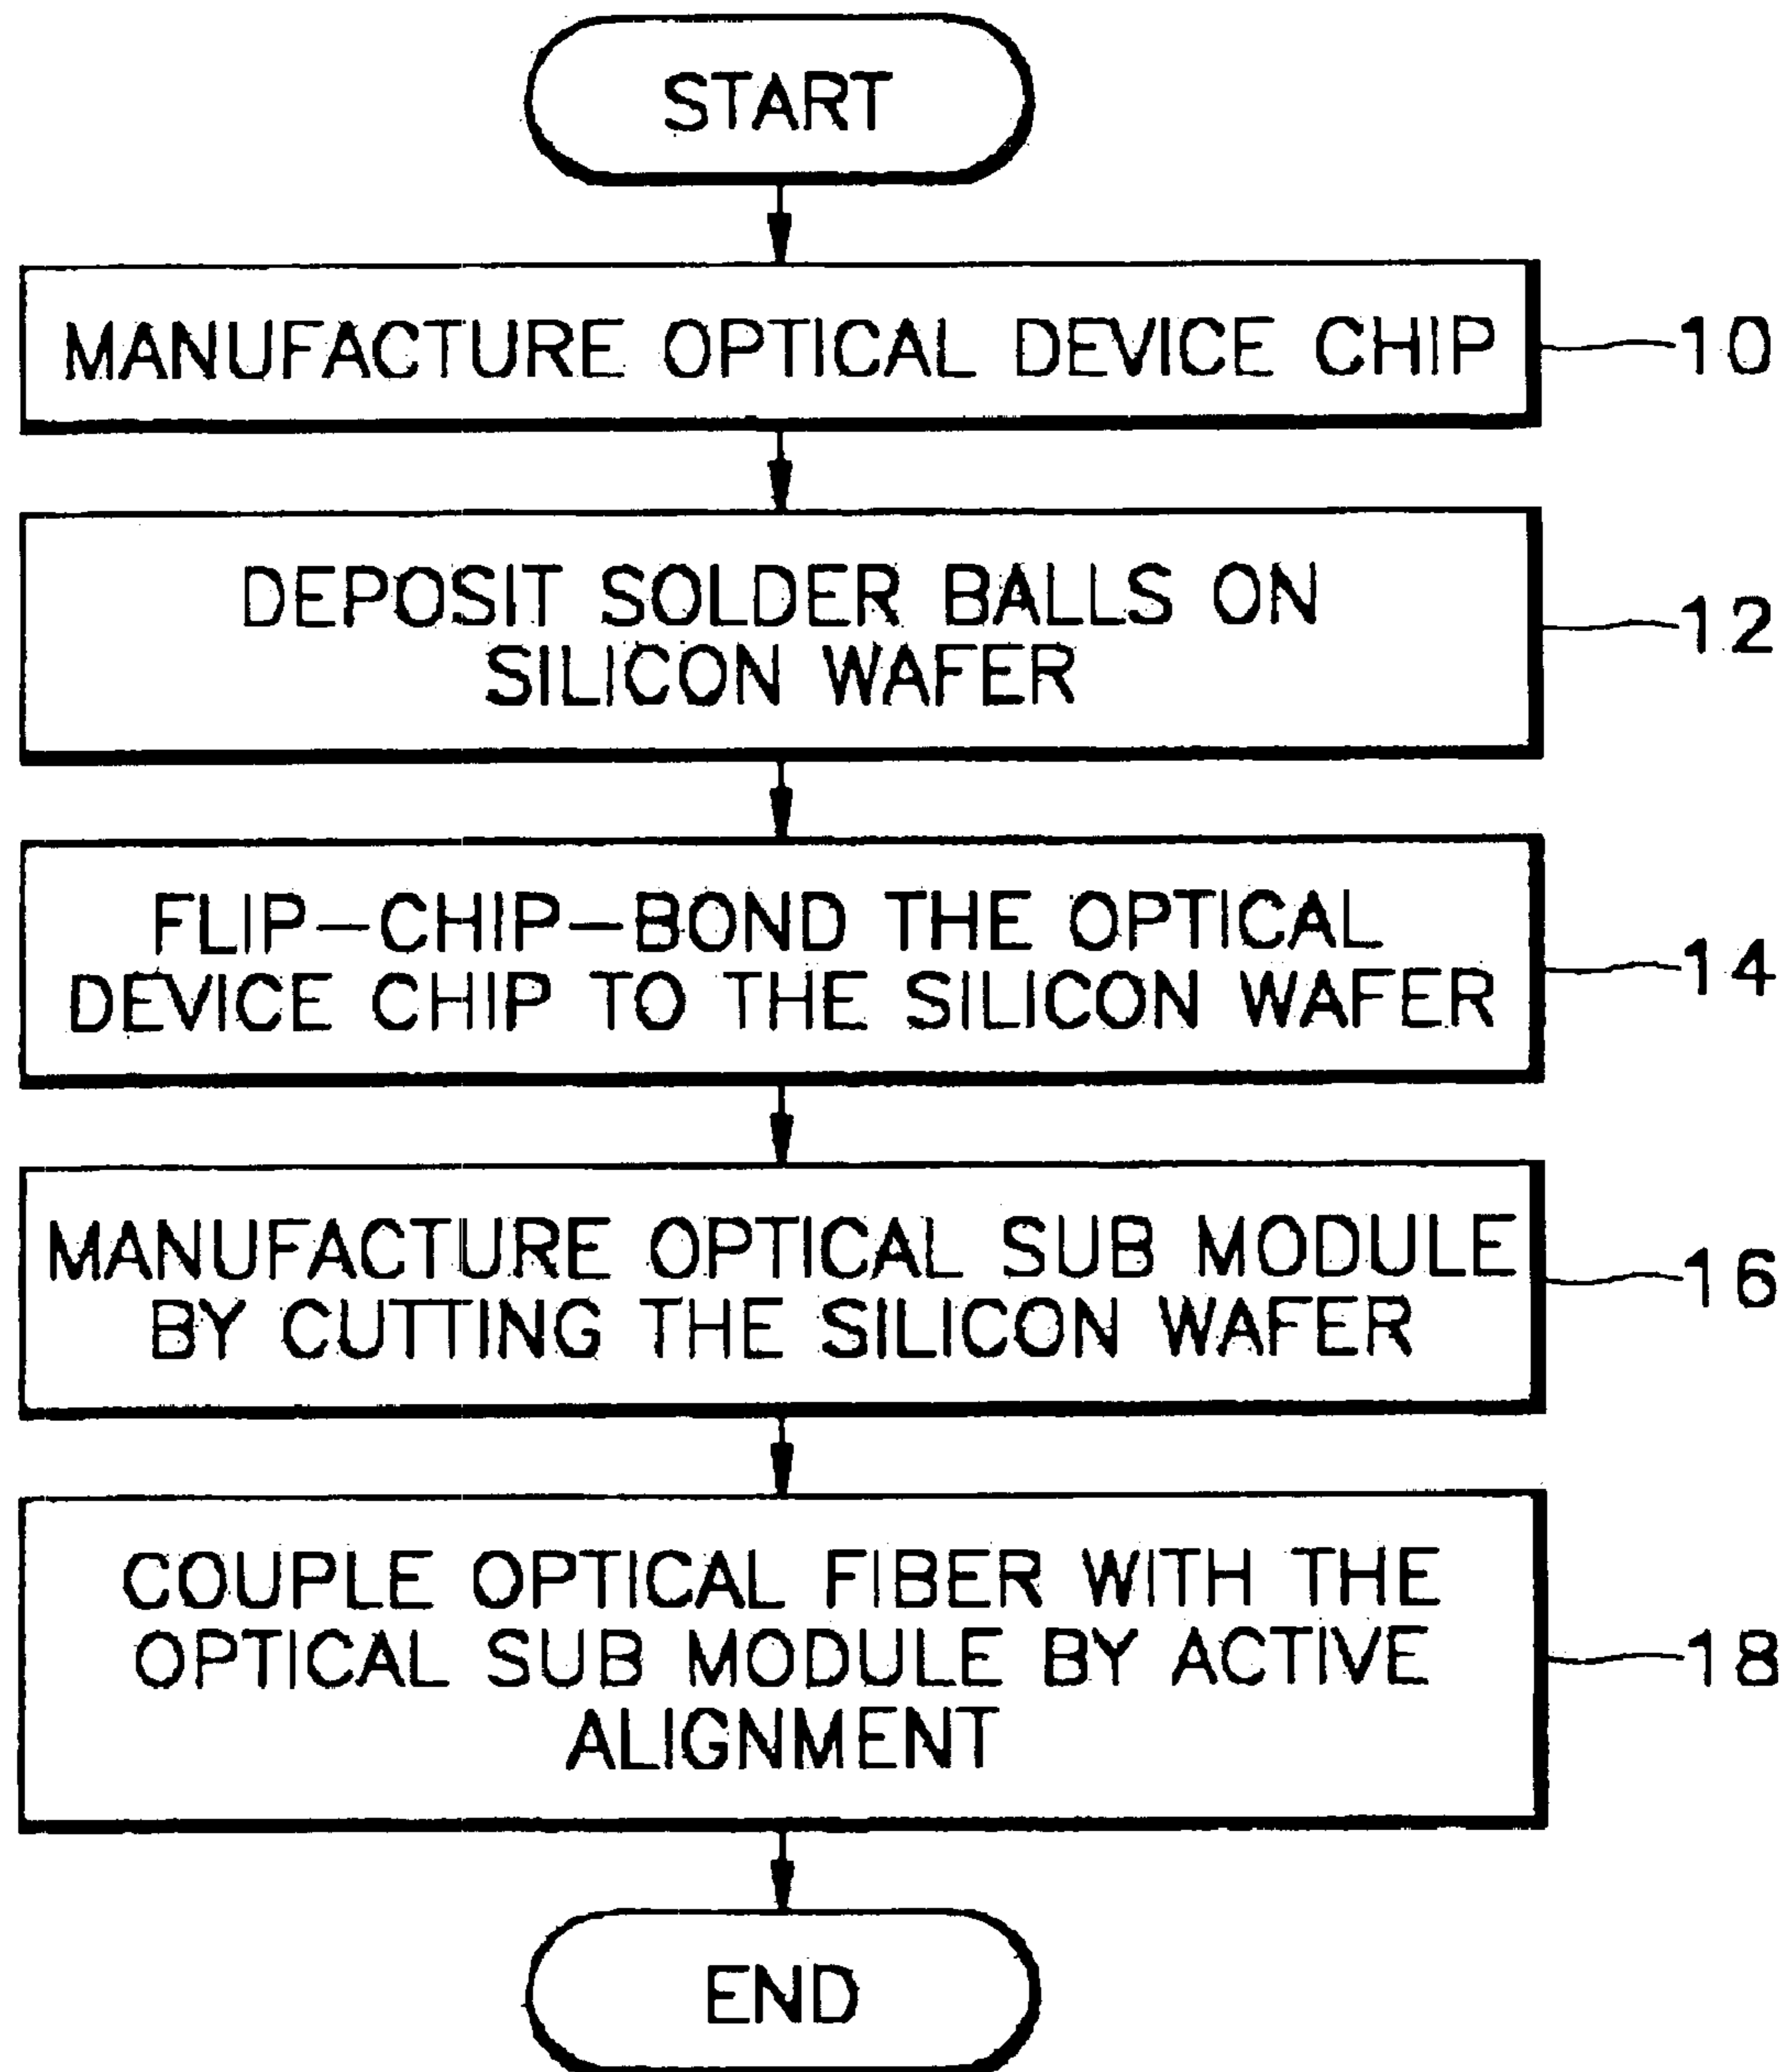 START
MANUFACTURE OPTICAL DEVICE CHIP
10
DEPOSIT SOLDER BALLS ON
SILICON WAFER
12
FLIP-CHIP-BOND THE OPTICAL
DEVICE CHIP TO THE SILICON WAFER
14
MANUFACTURE OPTICAL SUB MODULE
BY CUTTING THE SILICON WAFER
16
COUPLE OPTICAL FIBER WITH THE
OPTICAL SUB MODULE BY ACTIVE
ALIGNMENT
18
END